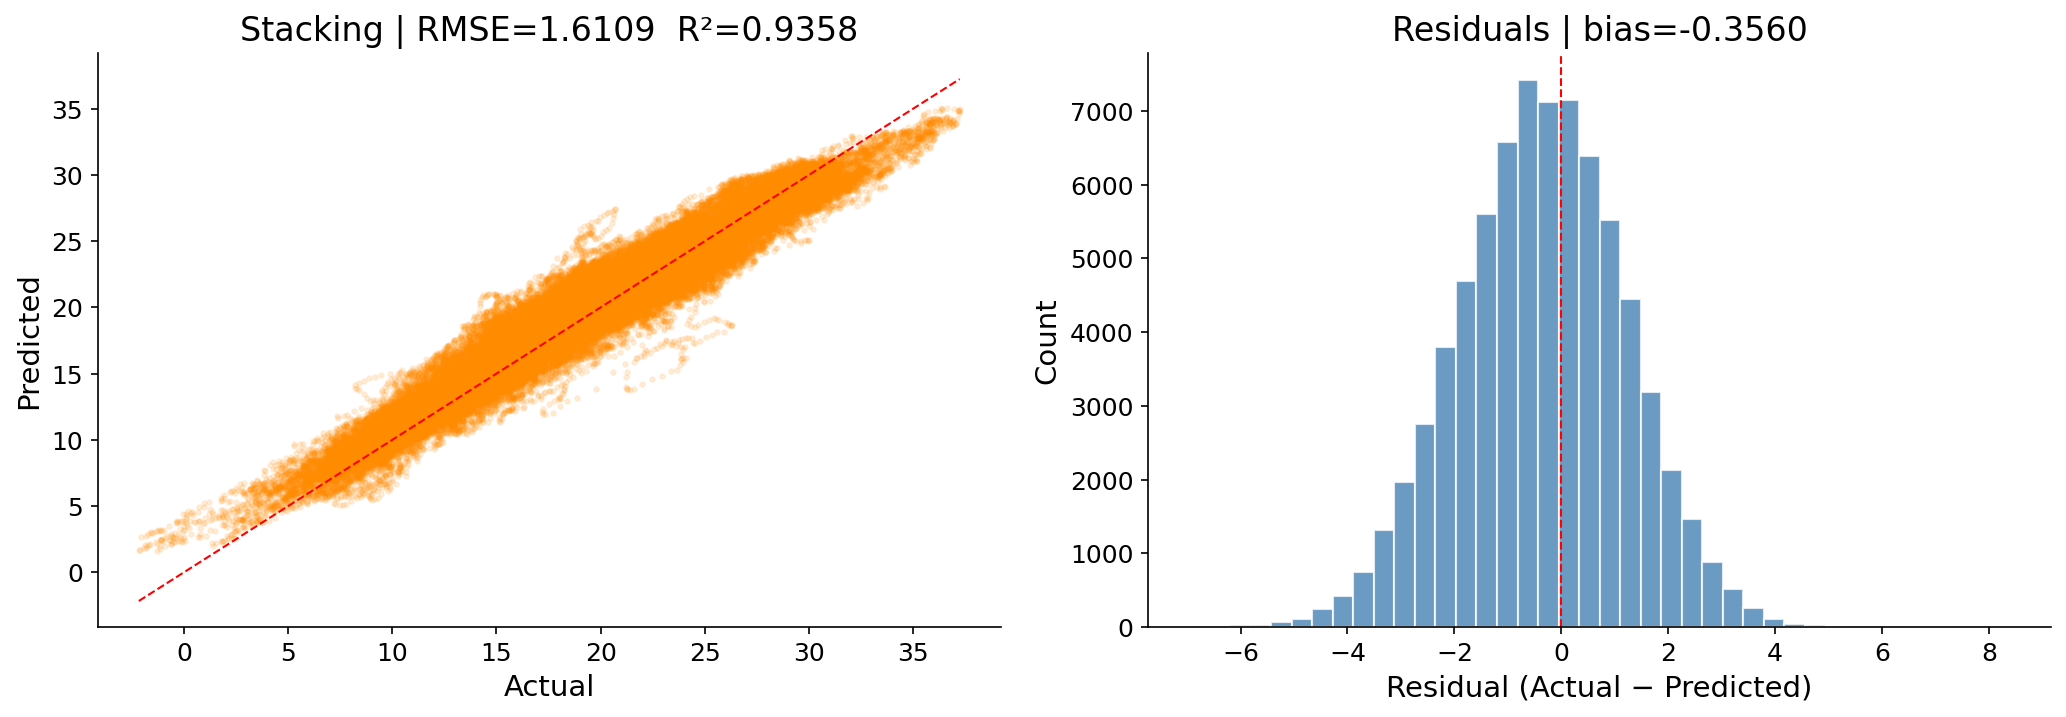 Stacking | RMSE=1.6109  R²=0.9358
Predicted
35
30
25
20
15
10
5
0
0 5 10 15 20 25 30 35
Actual
Residuals | bias=-0.3560
Count
7000
6000
5000
4000
3000
2000
1000
0
−6 −4 −2 0 2 4 6 8
Residual (Actual − Predicted)